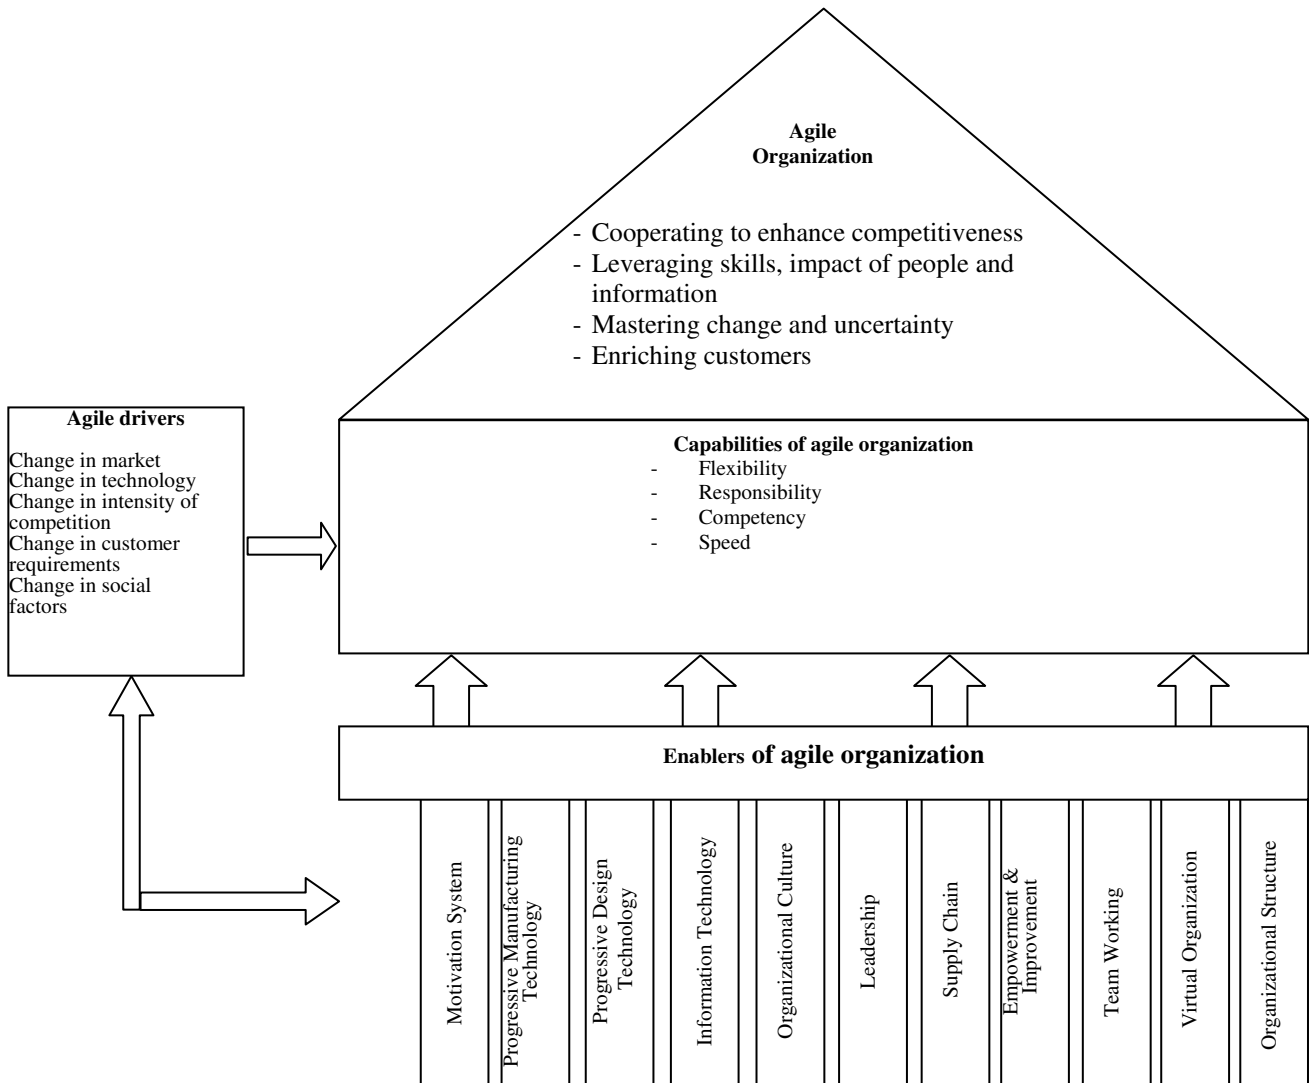 Agile
Organization
- Cooperating to enhance competitiveness
- Leveraging skills, impact of people and
information
- Mastering change and uncertainty
- Enriching customers
Agile drivers
Change in market
Change in technology
Change in intensity of
competition
Change in customer
requirements
Change in social
factors
Capabilities of agile organization
- Flexibility
- Responsibility
- Competency
- Speed
Enablers of agile organization
Motivation System
Progressive Manufacturing
Technology
Progressive Design
Technology
Information Technology
Organizational Culture
Leadership
Supply Chain
Empowerment &
Improvement
Team Working
Virtual Organization
Organizational Structure